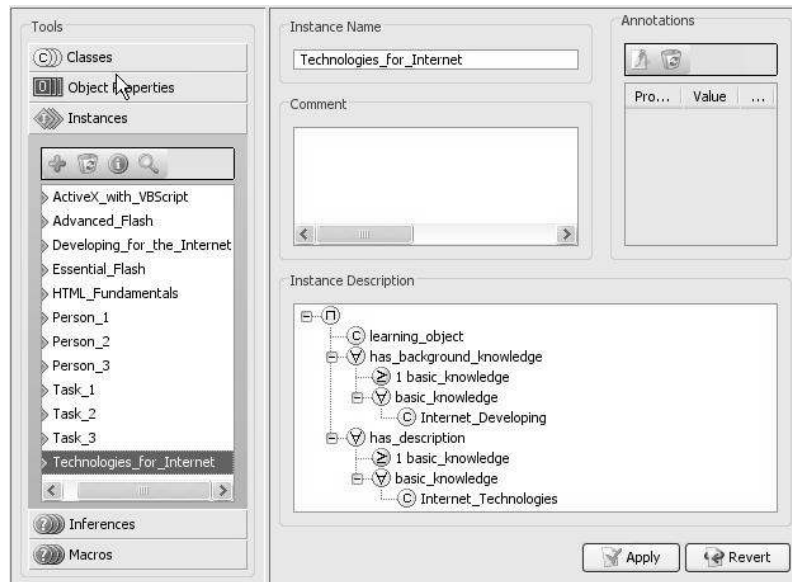 Tools
Classes
Object Properties
Instances
ActiveX_with_VBScript
Advanced_Flash
Developing_for_the_Internet
Essential_Flash
HTML_Fundamentals
Person_1
Person_2
Person_3
Task_1
Task_2
Task_3
Technologies_for_Internet
Inferences
Macros
Instance Name
Technologies_for_Internet
Comment
Annotations
Pro... Value ...
Instance Description
⊓
C learning_object
∀ has_background_knowledge
≥ 1 basic_knowledge
∀ basic_knowledge
C Internet_Developing
∀ has_description
≥ 1 basic_knowledge
∀ basic_knowledge
C Internet_Technologies
Apply Revert